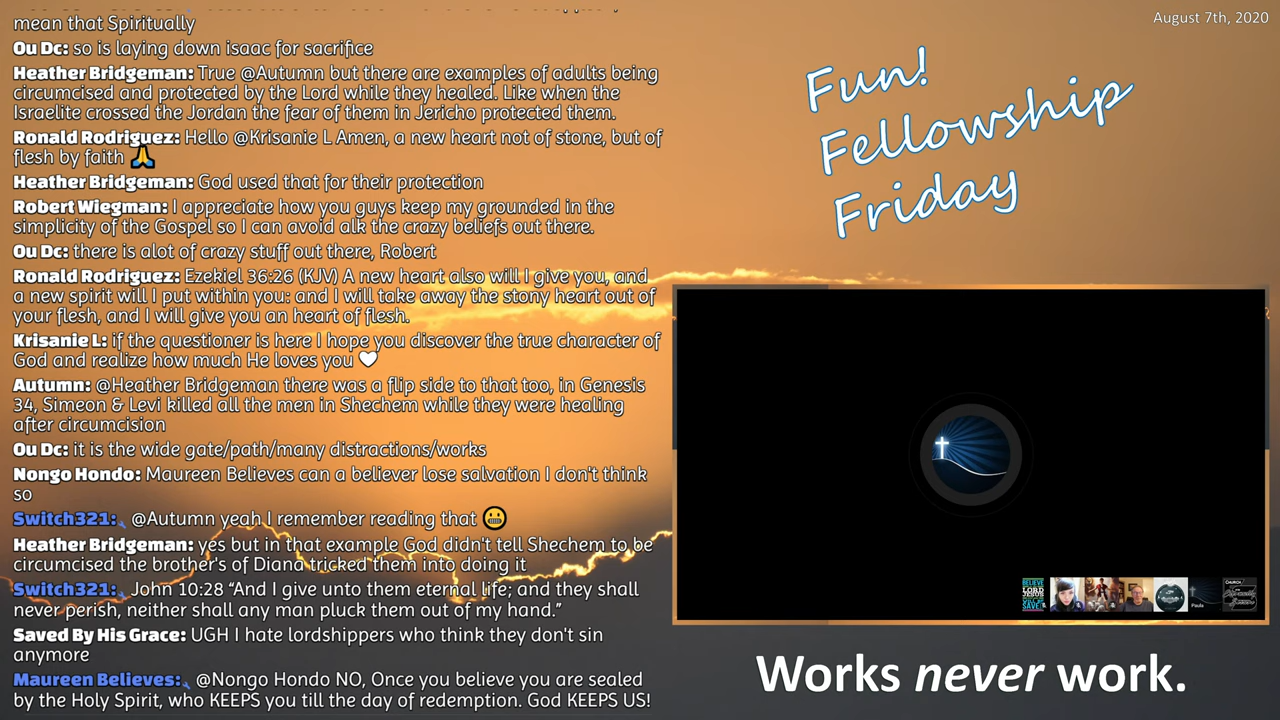 mean that Spiritually
Ou Dc: so is laying down isaac for sacrifice
Heather Bridgeman: True @Autumn but there are examples of adults being
circumcised and protected by the Lord while they healed. Like when the
Israelite crossed the Jordan the fear of them in Jericho protected them.
Ronald Rodriguez: Hello @Krisanie L Amen, a new heart not of stone, but of
flesh by faith 🙏
Heather Bridgeman: God used that for their protection
Robert Wiegman: I appreciate how you guys keep my grounded in the
simplicity of the Gospel so I can avoid alk the crazy beliefs out there.
Ou Dc: there is alot of crazy stuff out there, Robert
Ronald Rodriguez: Ezekiel 36:26 (KJV) A new heart also will I give you, and
a new spirit will I put within you: and I will take away the stony heart out of
your flesh, and I will give you an heart of flesh.
Krisanie L: if the questioner is here I hope you discover the true character of
God and realize how much He loves you 🤍
Autumn: @Heather Bridgeman there was a flip side to that too, in Genesis
34, Simeon & Levi killed all the men in Shechem while they were healing
after circumcision
Ou Dc: it is the wide gate/path/many distractions/works
Nongo Hondo: Maureen Believes can a believer lose salvation I don't think
so
Switch321: @Autumn yeah I remember reading that 😬
Heather Bridgeman: yes but in that example God didn't tell Shechem to be
circumcised the brother's of Diana tricked them into doing it
Switch321: John 10:28 “And I give unto them eternal life; and they shall
never perish, neither shall any man pluck them out of my hand.”
Saved By His Grace: UGH I hate lordshippers who think they don't sin
anymore
Maureen Believes: @Nongo Hondo NO, Once you believe you are sealed
by the Holy Spirit, who KEEPS you till the day of redemption. God KEEPS US!
August 7th, 2020
Fun!
Fellowship
Friday
BELIEVE
LORD
JESUS
SAVE
Paula
CHURCH
Works never work.